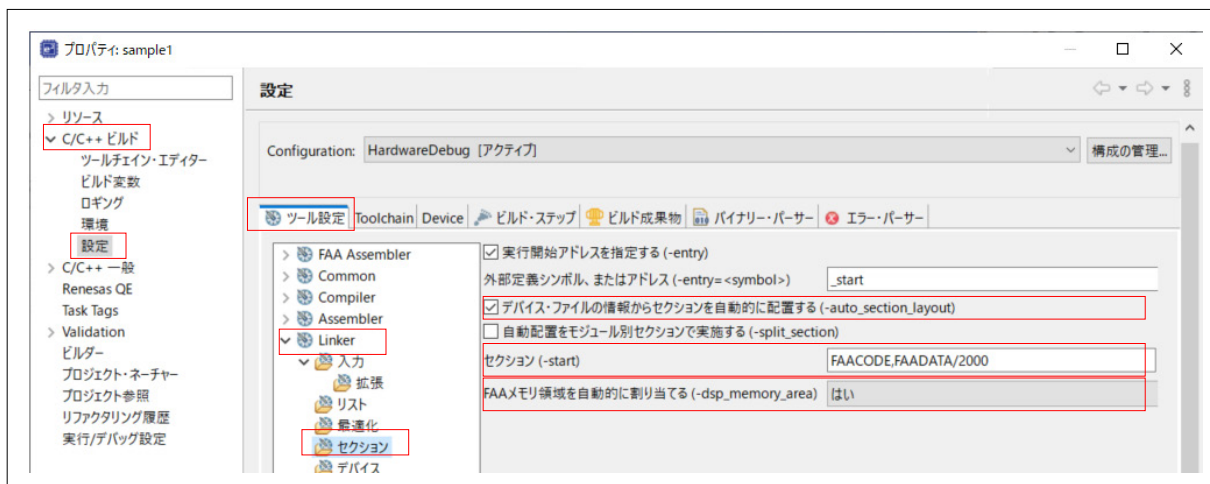 プロパティ: sample1
フィルタ入力
設定
リソース
C/C++ ビルド
ツールチェイン・エディター
ビルド変数
ロギング
環境
設定
C/C++ 一般
Renesas QE
Task Tags
Validation
ビルダー
プロジェクト・ネーチャー
プロジェクト参照
リファクタリング履歴
実行/デバッグ設定
Configuration: HardwareDebug [アクティブ]
構成の管理...
ツール設定 Toolchain Device ビルド・ステップ ビルド成果物 バイナリー・パーサー エラー・パーサー
FAA Assembler
Common
Compiler
Assembler
Linker
入力
拡張
リスト
最適化
セクション
デバイス
実行開始アドレスを指定する (-entry)
外部定義シンボル、またはアドレス (-entry=<symbol>) _start
デバイス・ファイルの情報からセクションを自動的に配置する (-auto_section_layout)
自動配置をモジュール別セクションで実施する (-split_section)
セクション (-start) FAACODE,FAADATA/2000
FAAメモリ領域を自動的に割り当てる (-dsp_memory_area) はい